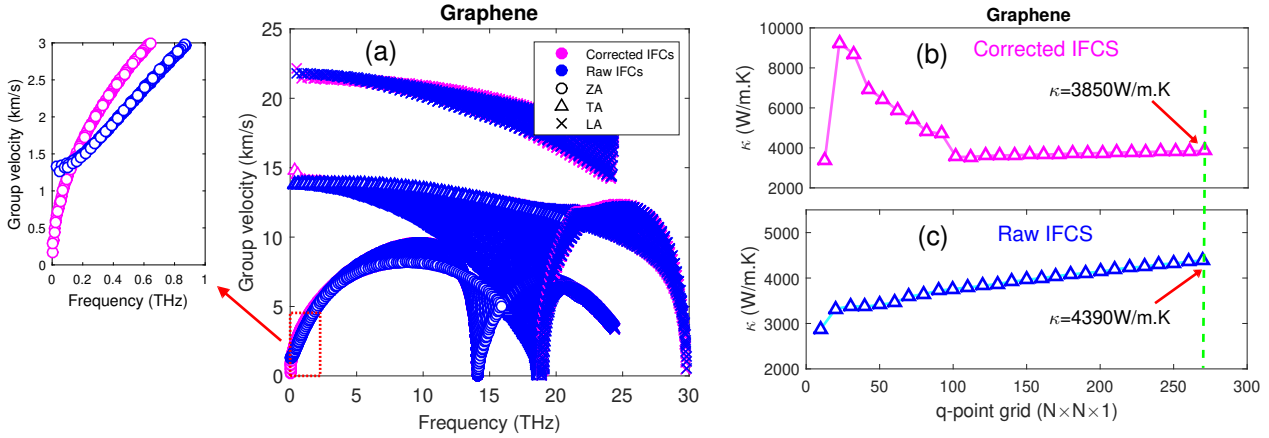 Graphene
(a)
Corrected IFCs
Raw IFCs
ZA
TA
LA
Group velocity (km/s)
25
20
15
10
5
0
0 5 10 15 20 25 30
Frequency (THz)
Group velocity (km/s)
3
2.5
2
1.5
1
0.5
0
0 0.2 0.4 0.6 0.8 1
Frequency (THz)
Graphene
(b) Corrected IFCS
κ=3850W/m.K
κ (W/m.K)
10000
8000
6000
4000
2000
(c) Raw IFCS
κ=4390W/m.K
κ (W/m.K)
5000
4000
3000
2000
0 50 100 150 200 250 300
q-point grid (N×N×1)